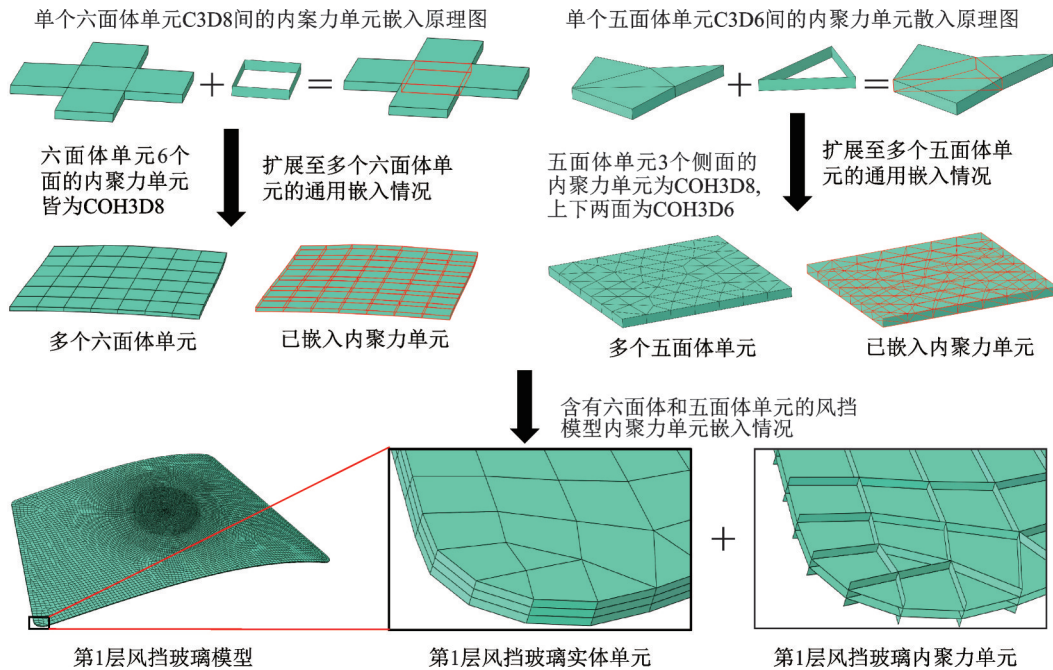 单个六面体单元C3D8间的内案力单元嵌入原理图
单个五面体单元C3D6间的内聚力单元散入原理图
+
=
+
=
六面体单元6个
面的内聚力单元
皆为COH3D8
扩展至多个六面体单
元的通用嵌入情况
五面体单元3个侧面的
内聚力单元为COH3D8,
上下两面为COH3D6
扩展至多个五面体单
元的通用嵌入情况
多个六面体单元
已嵌入内聚力单元
多个五面体单元
已嵌入内聚力单元
含有六面体和五面体单元的风挡
模型内聚力单元嵌入情况
+
第1层风挡玻璃模型
第1层风挡玻璃实体单元
第1层风挡玻璃内聚力单元